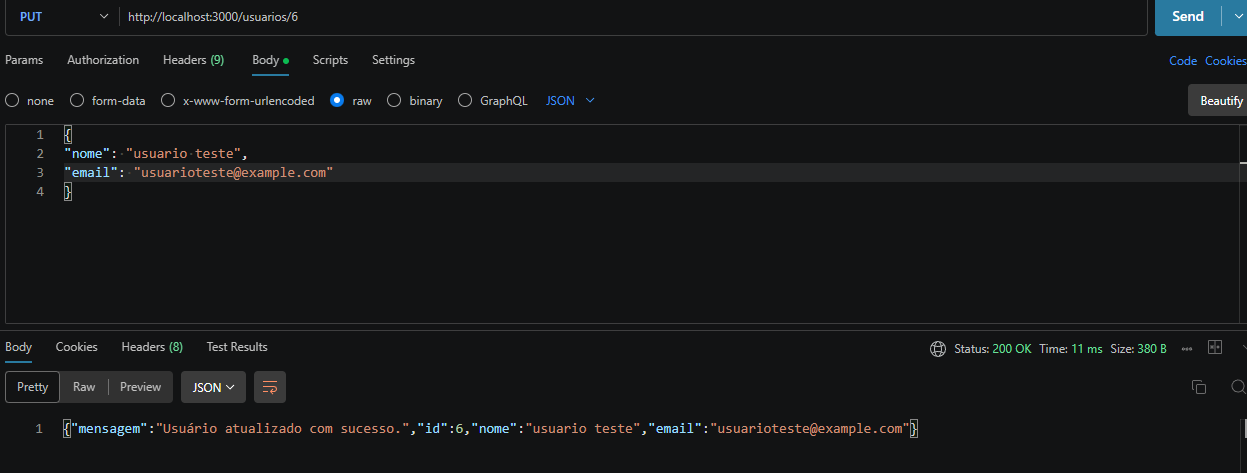 PUT http://localhost:3000/usuarios/6 Send
Params Authorization Headers (9) Body Scripts Settings Code Cookies
none form-data x-www-form-urlencoded raw binary GraphQL JSON Beautify
1 {
2 "nome": "usuario teste",
3 "email": "usuarioteste@example.com"
4 }
Body Cookies Headers (8) Test Results Status: 200 OK Time: 11 ms Size: 380 B
Pretty Raw Preview JSON
1 {"mensagem":"Usuário atualizado com sucesso.","id":6,"nome":"usuario teste","email":"usuarioteste@example.com"}